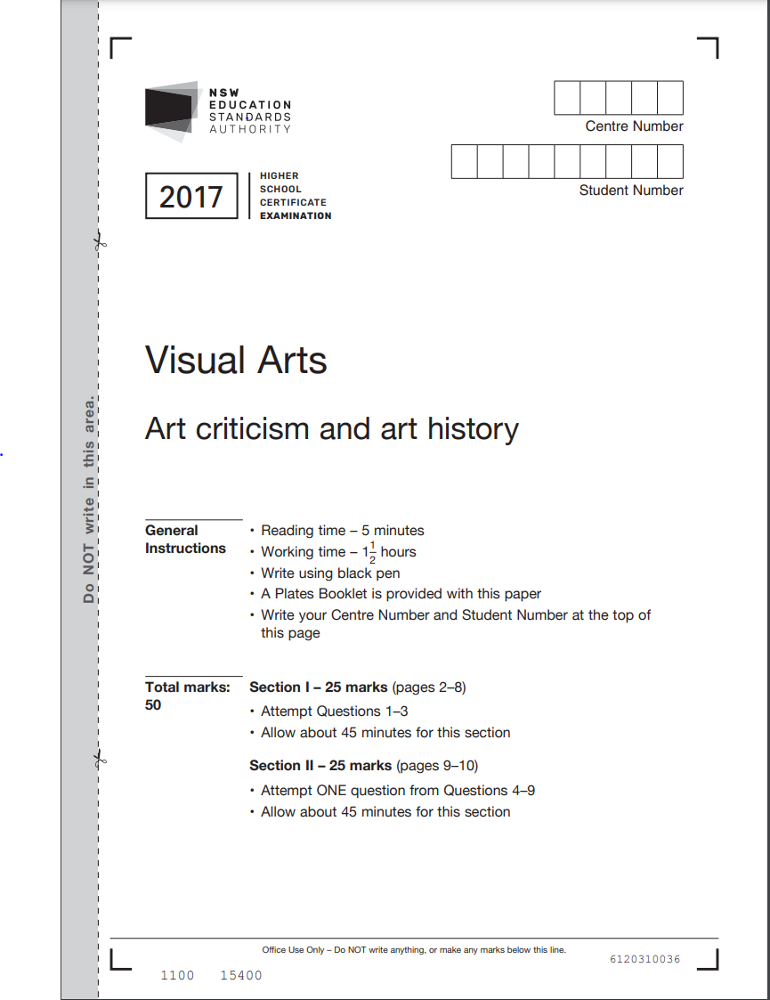 NSW
EDUCATION
STANDARDS
AUTHORITY
Centre Number
Student Number
2017
HIGHER
SCHOOL
CERTIFICATE
EXAMINATION
Do NOT write in this area.
Visual Arts
Art criticism and art history
General
Instructions
• Reading time – 5 minutes
• Working time – 1 1/2 hours
• Write using black pen
• A Plates Booklet is provided with this paper
• Write your Centre Number and Student Number at the top of
this page
Total marks:
50
Section I – 25 marks (pages 2–8)
• Attempt Questions 1–3
• Allow about 45 minutes for this section
Section II – 25 marks (pages 9–10)
• Attempt ONE question from Questions 4–9
• Allow about 45 minutes for this section
Office Use Only – Do NOT write anything, or make any marks below this line.
6120310036
1100 15400